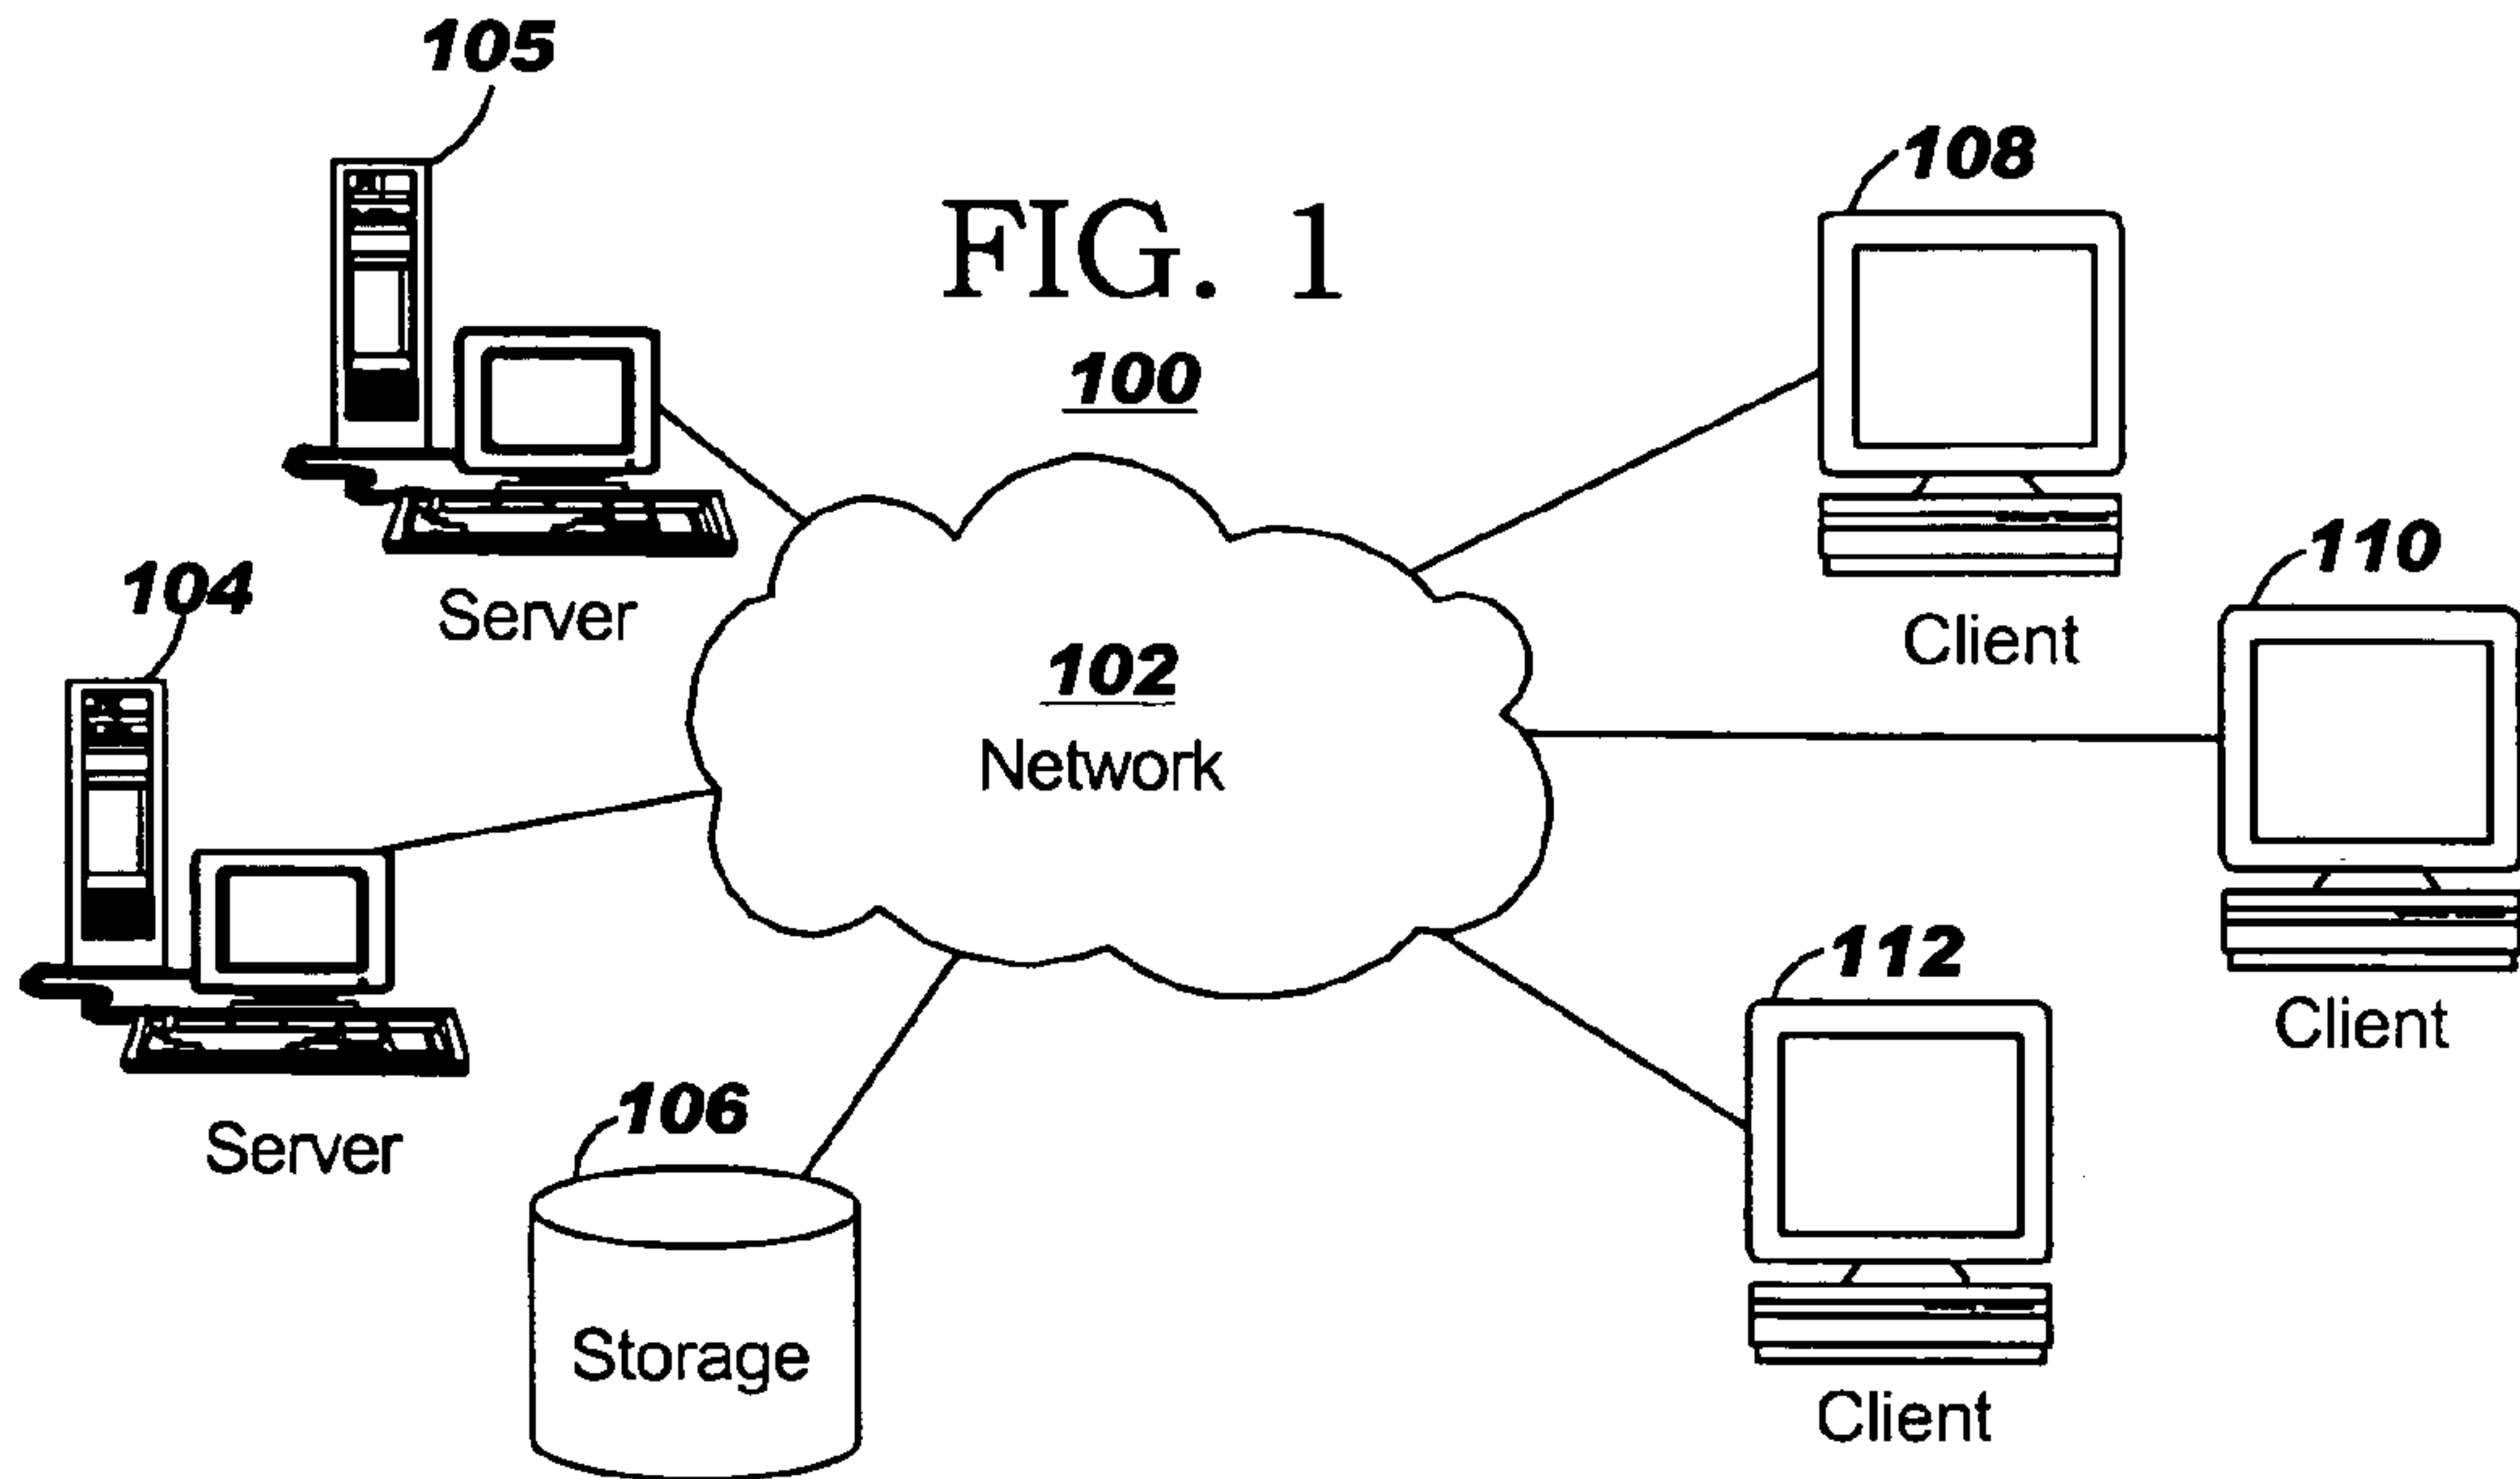 105
108
FIG. 1
100
110
104
Server
Client
102
Network
112
Client
106
Server
Storage
Client